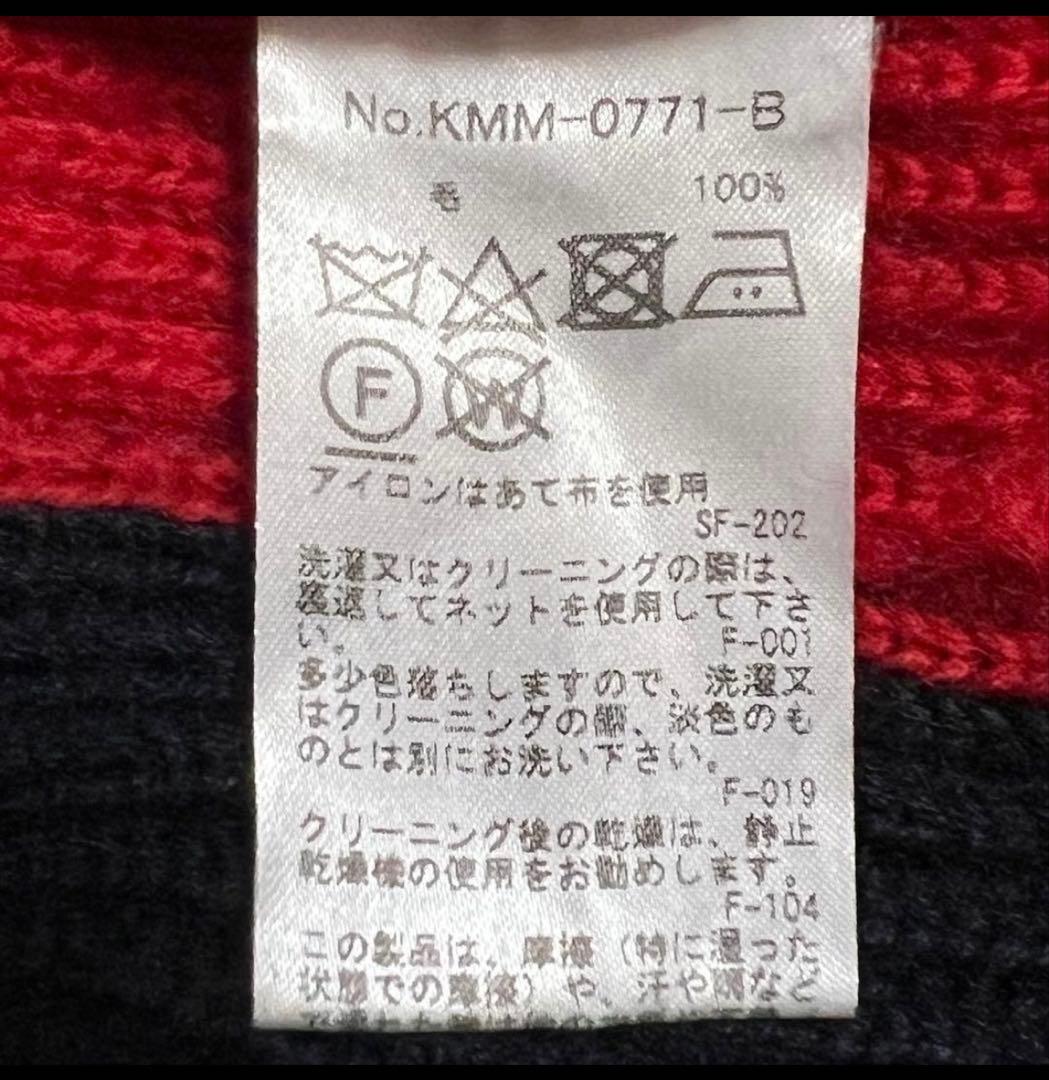 No.KMM-0771-B
毛 100%
F W
アイロンはあて布を使用
SF-202
洗濯又はクリーニングの際は、
裏返してネットを使用して下さ
い。 F-001
多少色落ちしますので、洗濯又
はクリーニングの際、淡色のも
のとは別にお洗い下さい。
F-019
クリーニング後の乾燥は、静止
乾燥機の使用をお勧めします。
F-104
この製品は、摩擦（特に湿った
状態での摩擦）や、汗や雨など